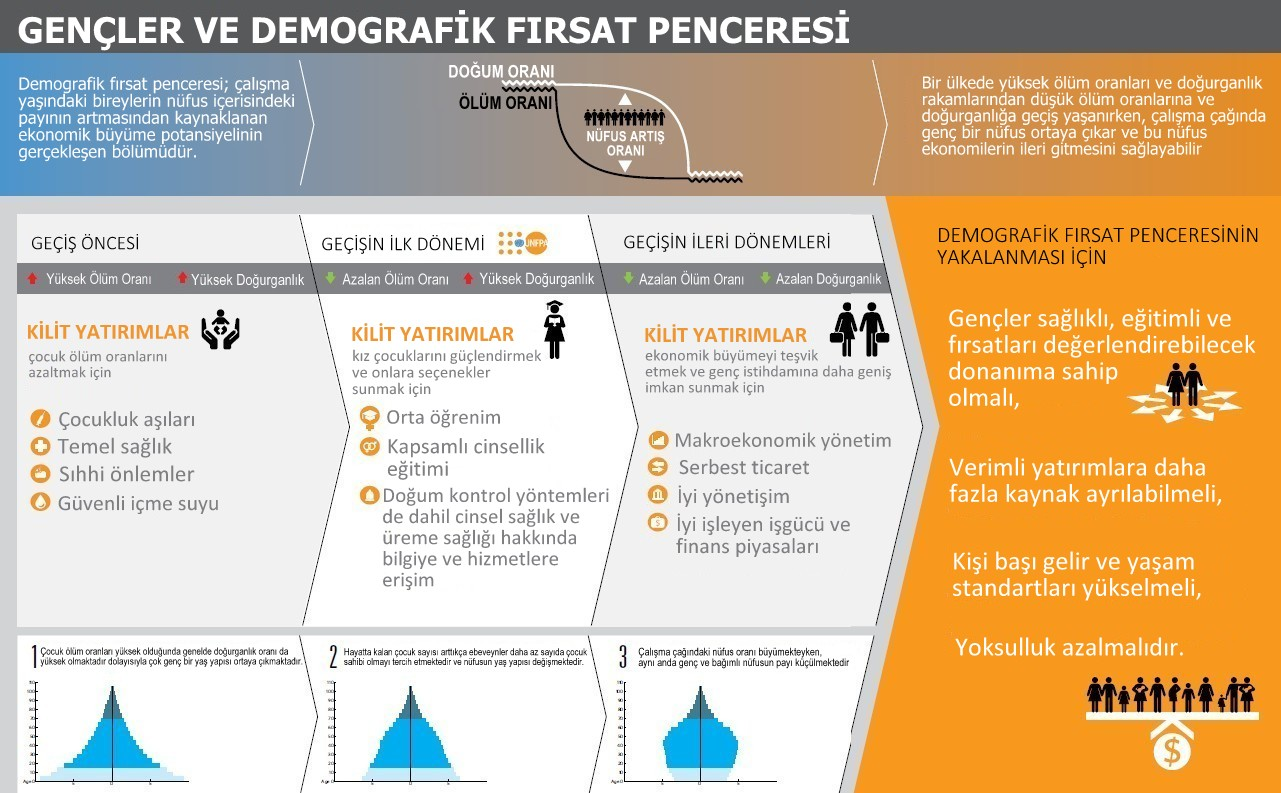 GENÇLER VE DEMOGRAFİK FIRSAT PENCERESİ
Demografik fırsat penceresi; çalışma
yaşındaki bireylerin nüfus içerisindeki
payının artmasından kaynaklanan
ekonomik büyüme potansiyelinin
gerçekleşen bölümüdür.
DOĞUM ORANI
ÖLÜM ORANI
NÜFUS ARTIŞ
ORANI
Bir ülkede yüksek ölüm oranları ve doğurganlık
rakamlarından düşük ölüm oranlarına ve
doğurganlığa geçiş yaşanırken, çalışma çağında
genç bir nüfus ortaya çıkar ve bu nüfus
ekonomilerin ileri gitmesini sağlayabilir
GEÇİŞ ÖNCESİ
Yüksek Ölüm Oranı Yüksek Doğurganlık
KİLİT YATIRIMLAR
çocuk ölüm oranlarını
azaltmak için
Çocukluk aşıları
Temel sağlık
Sıhhi önlemler
Güvenli içme suyu
GEÇİŞİN İLK DÖNEMİ
UNFPA
Azalan Ölüm Oranı Yüksek Doğurganlık
KİLİT YATIRIMLAR
kız çocuklarını güçlendirmek
ve onlara seçenekler
sunmak için
Orta öğrenim
Kapsamlı cinsellik
eğitimi
Doğum kontrol yöntemleri
de dahil cinsel sağlık ve
üreme sağlığı hakkında
bilgiye ve hizmetlere
erişim
GEÇİŞİN İLERİ DÖNEMLERİ
Azalan Ölüm Oranı Azalan Doğurganlık
KİLİT YATIRIMLAR
ekonomik büyümeyi teşvik
etmek ve genç istihdamına daha geniş
imkan sunmak için
Makroekonomik yönetim
Serbest ticaret
İyi yönetişim
İyi işleyen işgücü ve
finans piyasaları
DEMOGRAFİK FIRSAT PENCERESİNİN
YAKALANMASI İÇİN
Gençler sağlıklı, eğitimli ve
fırsatları değerlendirebilecek
donanıma sahip
olmalı,
Verimli yatırımlara daha
fazla kaynak ayrılabilmeli,
Kişi başı gelir ve yaşam
standartları yükselmeli,
Yoksulluk azalmalıdır.
$
1 Çocuk ölüm oranları yüksek olduğunda genelde doğurganlık oranı da
yüksek olmaktadır dolayısıyla çok genç bir yaş yapısı ortaya çıkmaktadır.
2 Hayatta kalan çocuk sayısı arttıkça ebeveynler daha az sayıda çocuk
sahibi olmayı tercih etmektedir ve nüfusun yaş yapısı değişmektedir.
3 Çalışma çağındaki nüfus oranı büyümekteyken,
aynı anda genç ve bağımlı nüfusun payı küçülmektedir